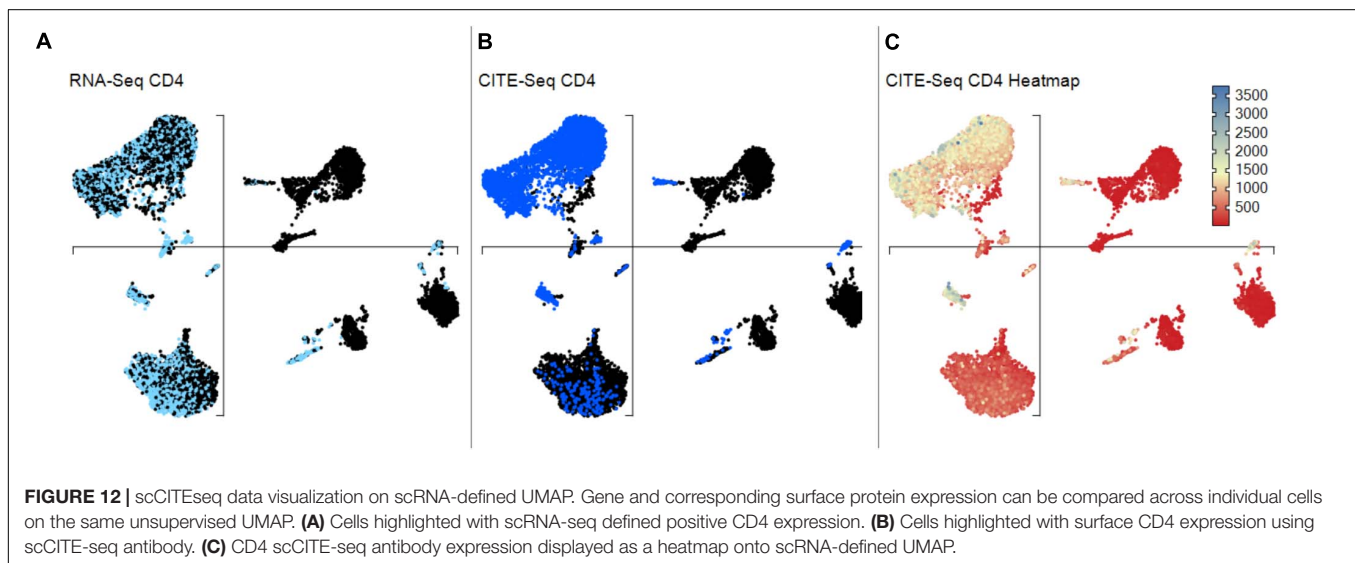 A
B
C
RNA-Seq CD4
CITE-Seq CD4
CITE-Seq CD4 Heatmap
3500
3000
2500
2000
1500
1000
500
FIGURE 12 | scCITEseq data visualization on scRNA-defined UMAP. Gene and corresponding surface protein expression can be compared across individual cells
on the same unsupervised UMAP. (A) Cells highlighted with scRNA-seq defined positive CD4 expression. (B) Cells highlighted with surface CD4 expression using
scCITE-seq antibody. (C) CD4 scCITE-seq antibody expression displayed as a heatmap onto scRNA-defined UMAP.